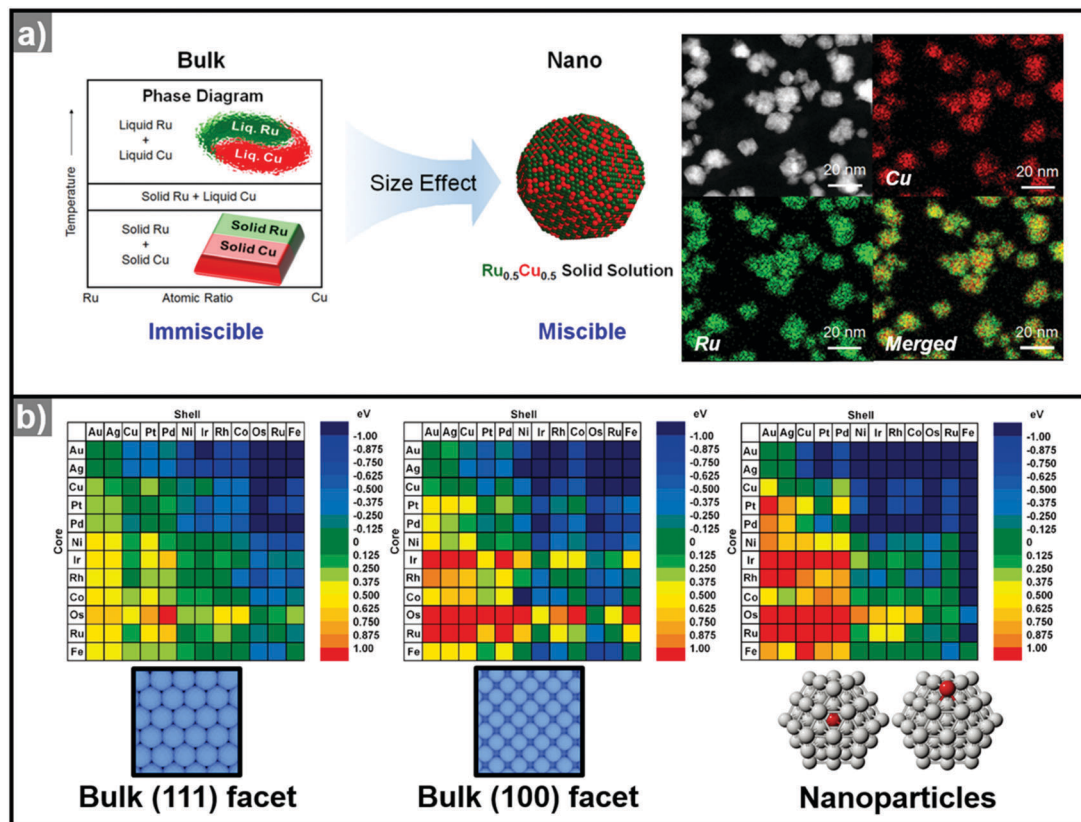 a)
Bulk
Phase Diagram
Liquid Ru
+
Liquid Cu
Liq. Ru
Liq. Cu
Solid Ru + Liquid Cu
Solid Ru
+
Solid Cu
Solid Ru
Solid Cu
Temperature
Ru Atomic Ratio Cu
Immiscible
Size Effect
Nano
Ru0.5Cu0.5 Solid Solution
Miscible
20 nm
Cu
20 nm
Ru
20 nm
Merged
20 nm
b)
Shell
Au Ag Cu Pt Pd Ni Ir Rh Co Os Ru Fe
Core
Au
Ag
Cu
Pt
Pd
Ni
Ir
Rh
Co
Os
Ru
Fe
eV
-1.00
-0.875
-0.750
-0.625
-0.500
-0.375
-0.250
-0.125
0
0.125
0.250
0.375
0.500
0.625
0.750
0.875
1.00
Bulk (111) facet
Shell
Au Ag Cu Pt Pd Ni Ir Rh Co Os Ru Fe
Core
Au
Ag
Cu
Pt
Pd
Ni
Ir
Rh
Co
Os
Ru
Fe
eV
-1.00
-0.875
-0.750
-0.625
-0.500
-0.375
-0.250
-0.125
0
0.125
0.250
0.375
0.500
0.625
0.750
0.875
1.00
Bulk (100) facet
Shell
Au Ag Cu Pt Pd Ni Ir Rh Co Os Ru Fe
Core
Au
Ag
Cu
Pt
Pd
Ni
Ir
Rh
Co
Os
Ru
Fe
eV
-1.00
-0.875
-0.750
-0.625
-0.500
-0.375
-0.250
-0.125
0
0.125
0.250
0.375
0.500
0.625
0.750
0.875
1.00
Nanoparticles